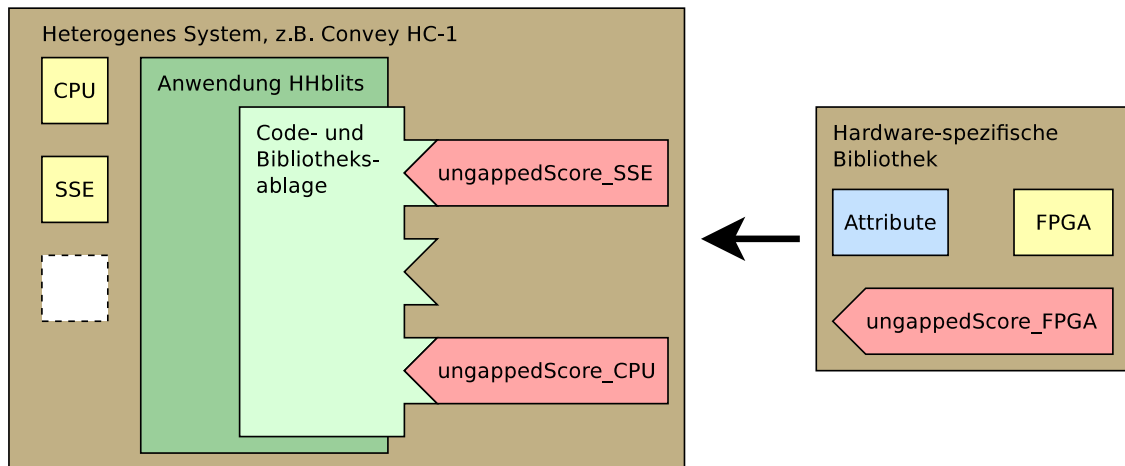 Heterogenes System, z.B. Convey HC-1
CPU
SSE
Anwendung HHblits
Code- und
Bibliotheks-
ablage
ungappedScore_SSE
ungappedScore_CPU
Hardware-spezifische
Bibliothek
Attribute
FPGA
ungappedScore_FPGA